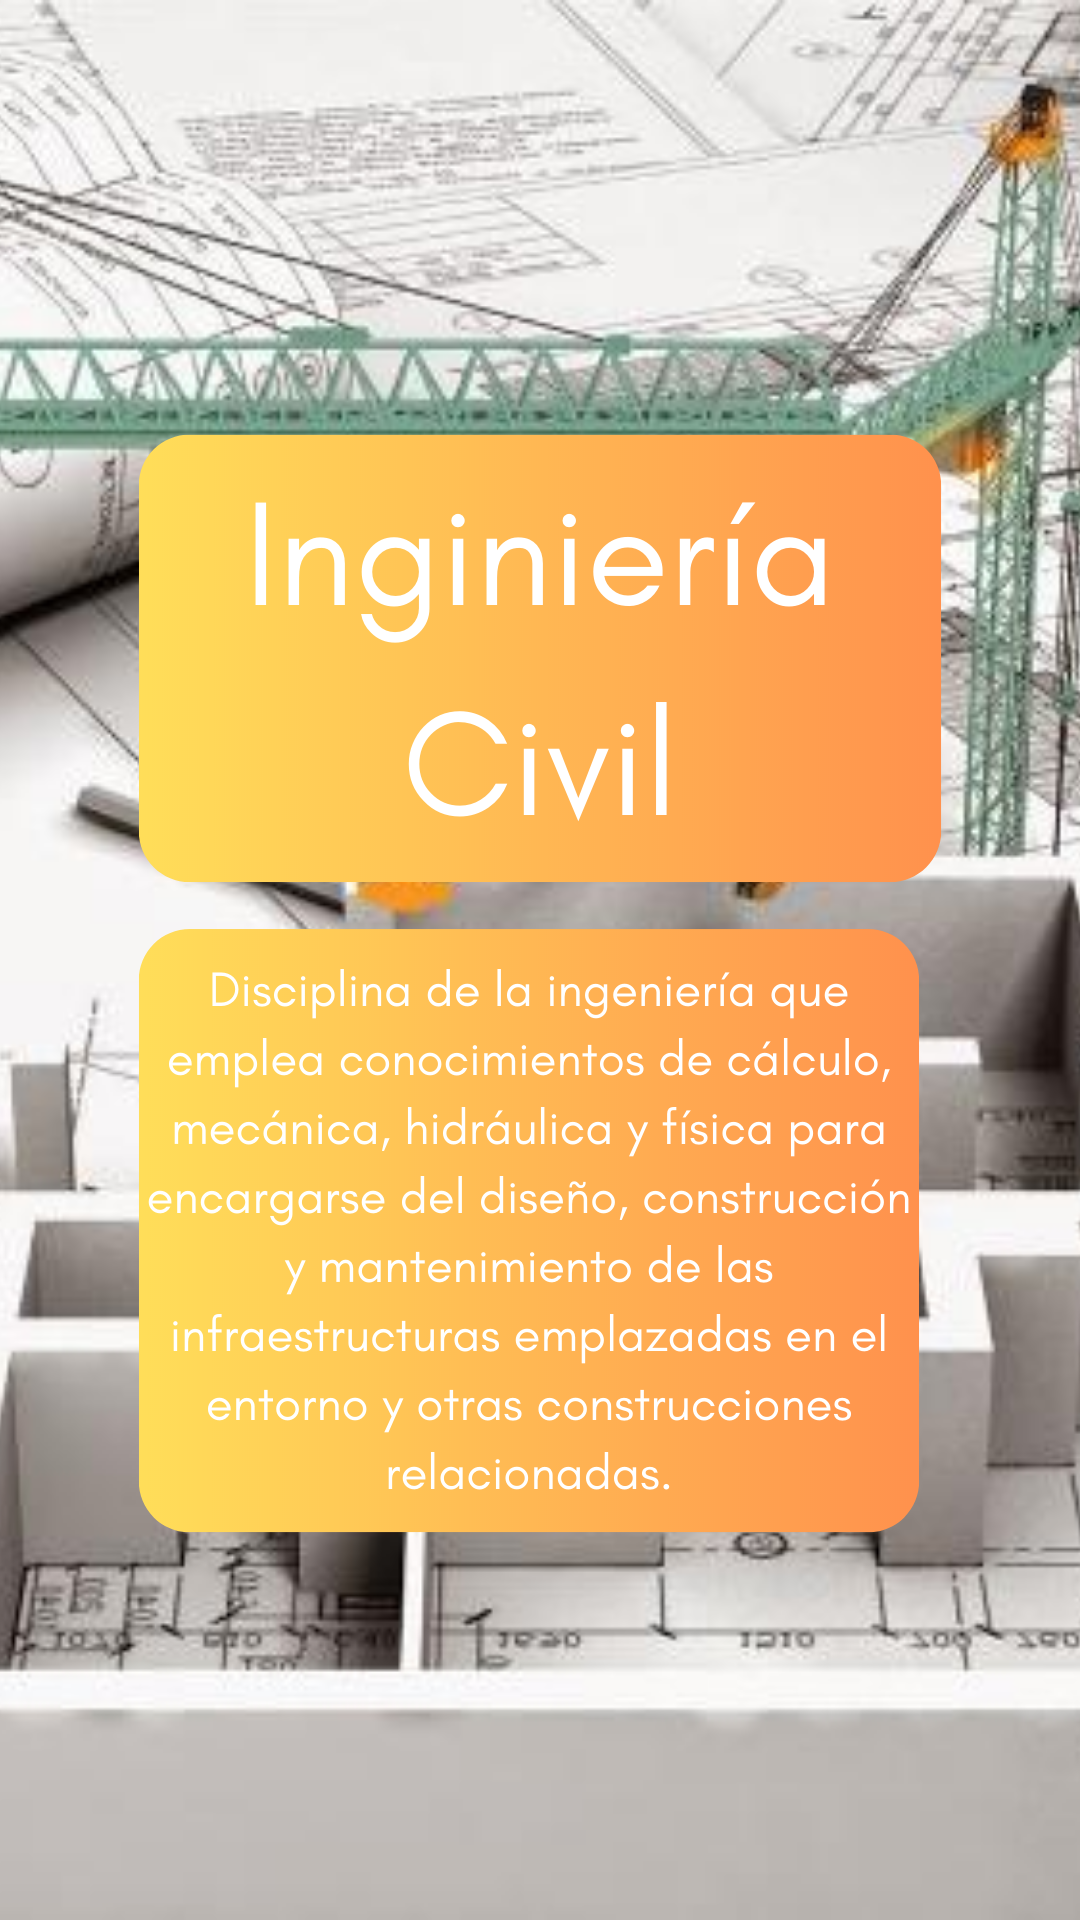 Inginiería
Civil
Disciplina de la ingeniería que
emplea conocimientos de cálculo,
mecánica, hidráulica y física para
encargarse del diseño, construcción
y mantenimiento de las
infraestructuras emplazadas en el
entorno y otras construcciones
relacionadas.